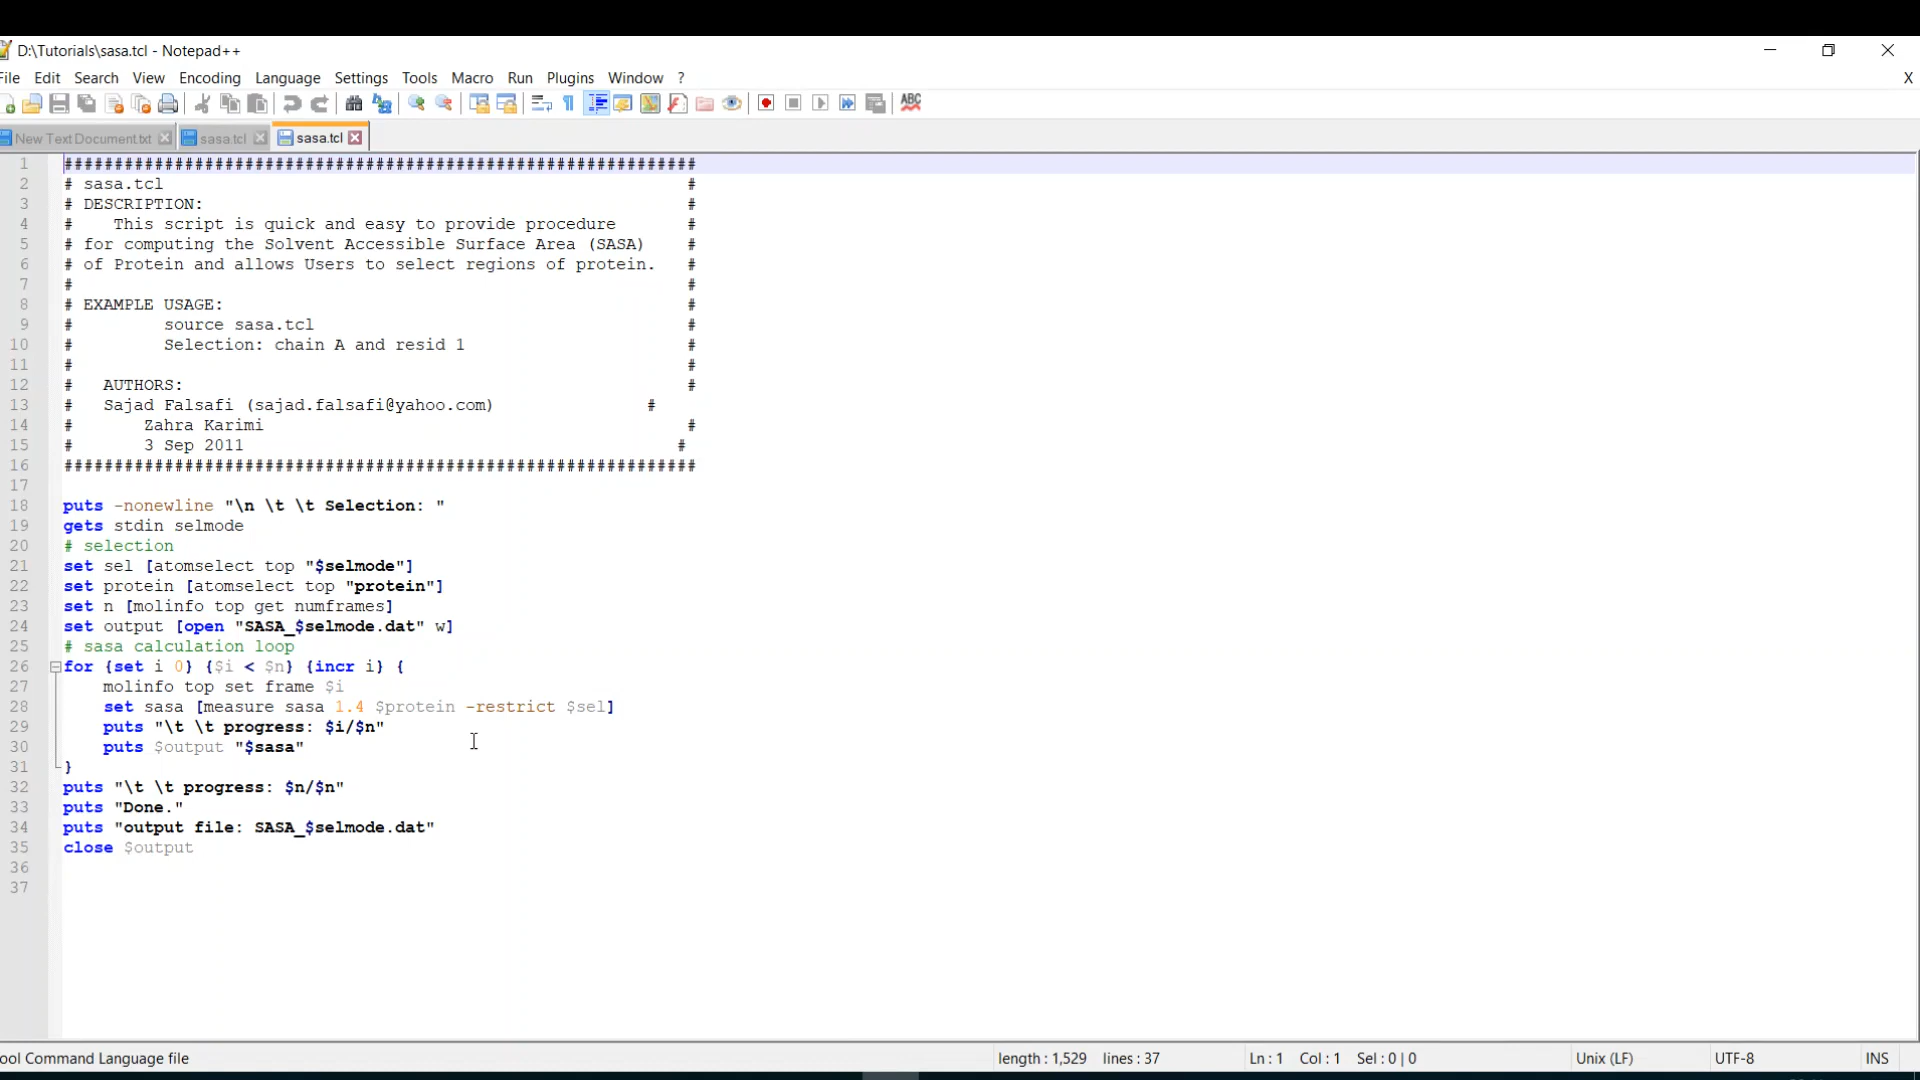 D:\Tutorials\sasa.tcl - Notepad++
File Edit Search View Encoding Language Settings Tools Macro Run Plugins Window ? X
ABC
New Text Document.txt sasa.tcl sasa.tcl
1 ###############################################################
2 # sasa.tcl #
3 # DESCRIPTION: #
4 # This script is quick and easy to provide procedure #
5 # for computing the Solvent Accessible Surface Area (SASA) #
6 # of Protein and allows Users to select regions of protein. #
7 # #
8 # EXAMPLE USAGE: #
9 # source sasa.tcl #
10 # Selection: chain A and resid 1 #
11 # #
12 # AUTHORS: #
13 # Sajad Falsafi (sajad.falsafi@yahoo.com) #
14 # Zahra Karimi #
15 # 3 Sep 2011 #
16 ###############################################################
17
18 puts -nonewline "\n \t \t Selection: "
19 gets stdin selmode
20 # selection
21 set sel [atomselect top "$selmode"]
22 set protein [atomselect top "protein"]
23 set n [molinfo top get numframes]
24 set output [open "SASA_$selmode.dat" w]
25 # sasa calculation loop
26 for {set i 0} {$i < $n} {incr i} {
27 molinfo top set frame $i
28 set sasa [measure sasa 1.4 $protein -restrict $sel]
29 puts "\t \t progress: $i/$n"
30 puts $output "$sasa"
31 }
32 puts "\t \t progress: $n/$n"
33 puts "Done."
34 puts "output file: SASA_$selmode.dat"
35 close $output
36
37
ool Command Language file length : 1,529 lines : 37 Ln : 1 Col : 1 Sel : 0 | 0 Unix (LF) UTF-8 INS